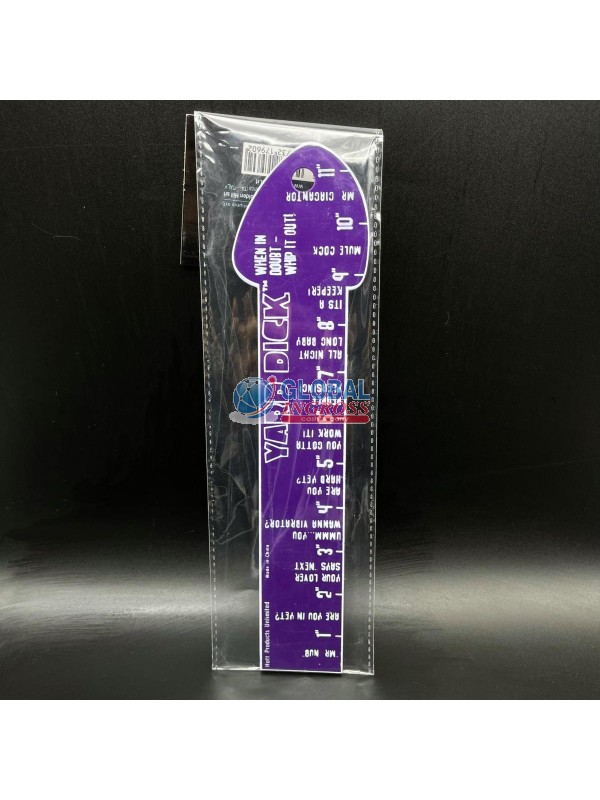 YARD DICK™
WHEN IN
DOUBT -
WHIP IT OUT!
11"
MR CIRCANTOR
10"
MULE COCK
9"
IT'S A
KEEPER!
8"
ALL NIGHT
LONG BABY
7"
PEOPLE
PLEASING
YOU GOTTA
WORK IT!
5"
ARE YOU
HARD YET?
4"
UMMM...YOU
WANNA VIBRATOR?
3"
YOUR LOVER
SAYS 'NEXT
2"
ARE YOU IN YET?
1"
"MR NUB"
Hott Products Unlimited
Made in China
GLOBAL
INGROSS